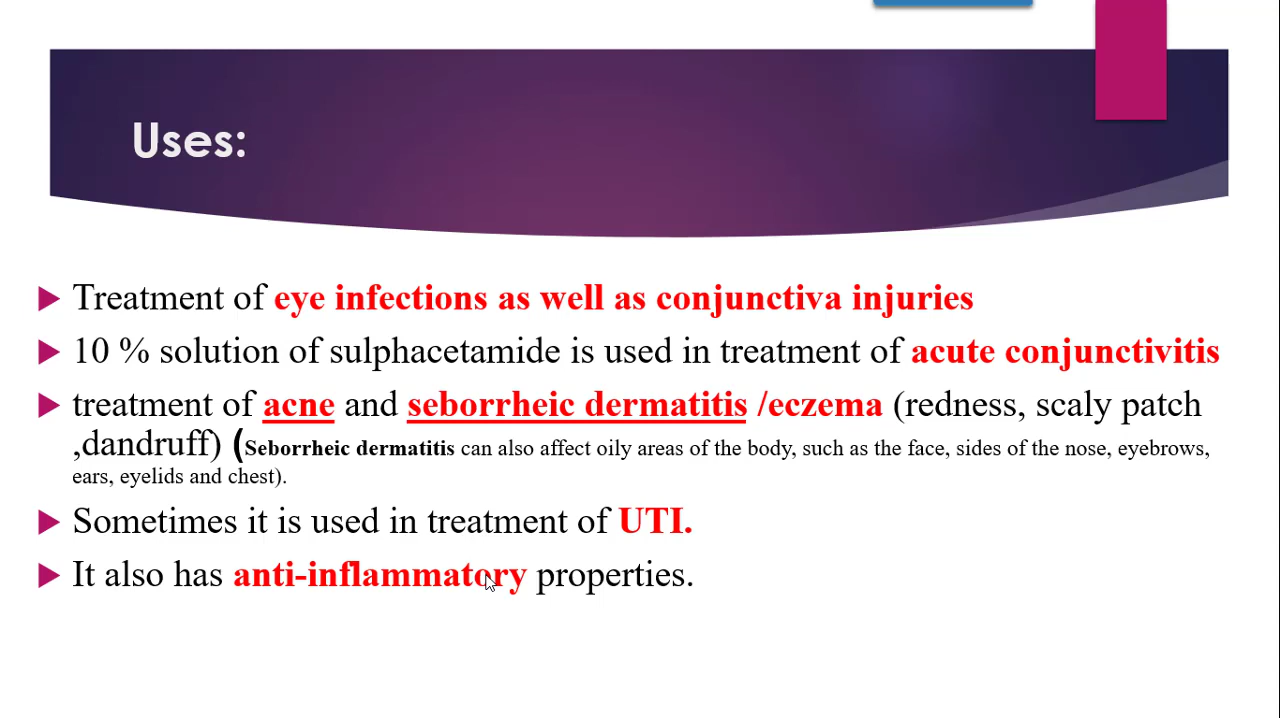 Uses:
Treatment of eye infections as well as conjunctiva injuries
10 % solution of sulphacetamide is used in treatment of acute conjunctivitis
treatment of acne and seborrheic dermatitis /eczema (redness, scaly patch
,dandruff) (Seborrheic dermatitis can also affect oily areas of the body, such as the face, sides of the nose, eyebrows,
ears, eyelids and chest).
Sometimes it is used in treatment of UTI.
It also has anti-inflammatory properties.